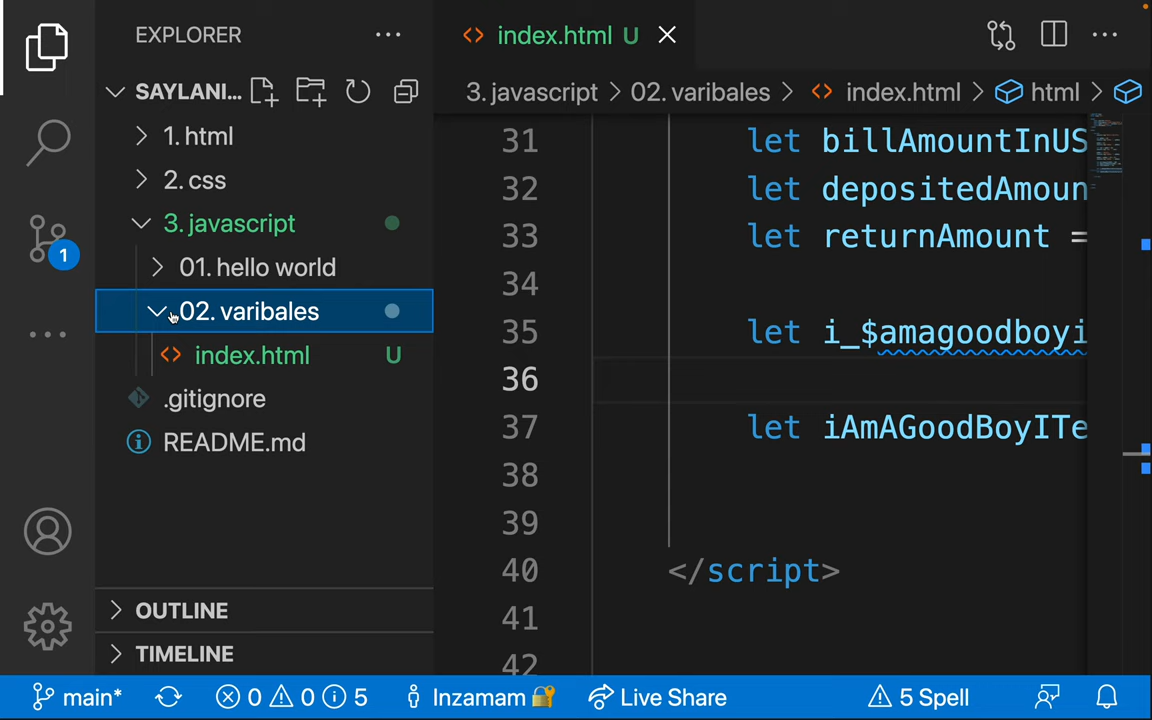 EXPLORER
SAYLANI...
1. html
2. css
3. javascript
01. hello world
02. varibales
index.html U
.gitignore
README.md
OUTLINE
TIMELINE
index.html U
3. javascript > 02. varibales > index.html > html >
31 let billAmountInUS
32 let depositedAmoun
33 let returnAmount =
34
35 let i_$amagoodboyi
36
37 let iAmAGoodBoyITe
38
39
40 </script>
41
42
1
main* 0 0 5 Inzamam Live Share 5 Spell